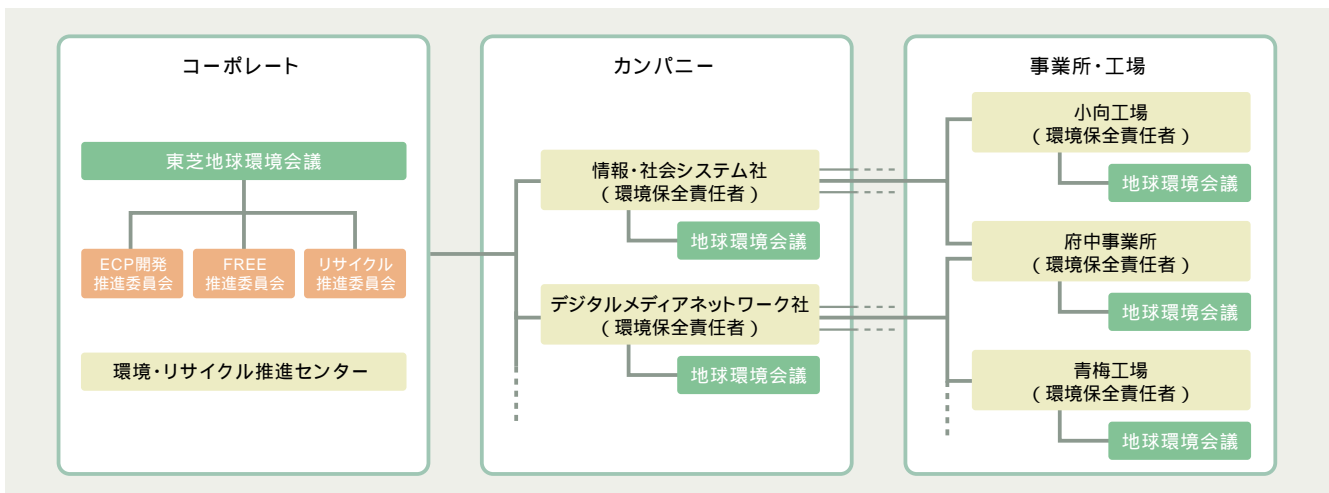 コーポレート
東芝地球環境会議
ECP開発
推進委員会
FREE
推進委員会
リサイクル
推進委員会
環境・リサイクル推進センター
カンパニー
情報・社会システム社
(環境保全責任者)
地球環境会議
デジタルメディアネットワーク社
(環境保全責任者)
地球環境会議
事業所・工場
小向工場
(環境保全責任者)
地球環境会議
府中事業所
(環境保全責任者)
地球環境会議
青梅工場
(環境保全責任者)
地球環境会議